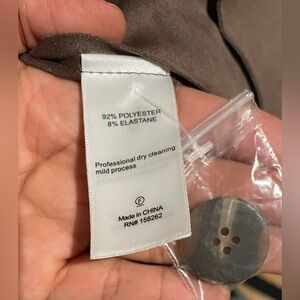 92% POLYESTER
8% ELASTANE
Professional dry cleaning
mild process
P
Made in CHINA
RN# 158262